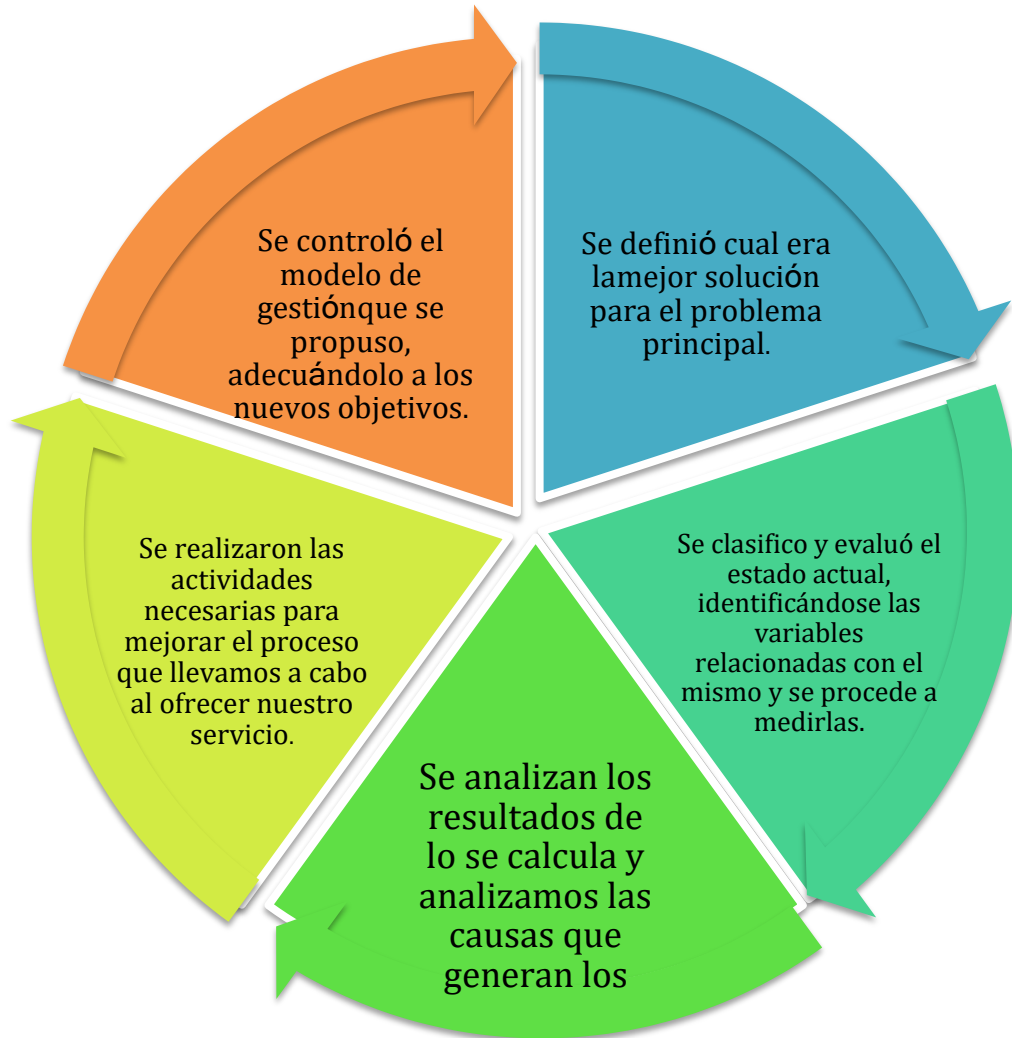 Se definió cual era
lamejor solución
para el problema
principal.
Se clasifico y evaluó el
estado actual,
identificándose las
variables
relacionadas con el
mismo y se procede a
medirlas.
Se analizan los
resultados de
lo se calcula y
analizamos las
causas que
generan los
Se realizaron las
actividades
necesarias para
mejorar el proceso
que llevamos a cabo
al ofrecer nuestro
servicio.
Se controló el
modelo de
gestiónque se
propuso,
adecuándolo a los
nuevos objetivos.